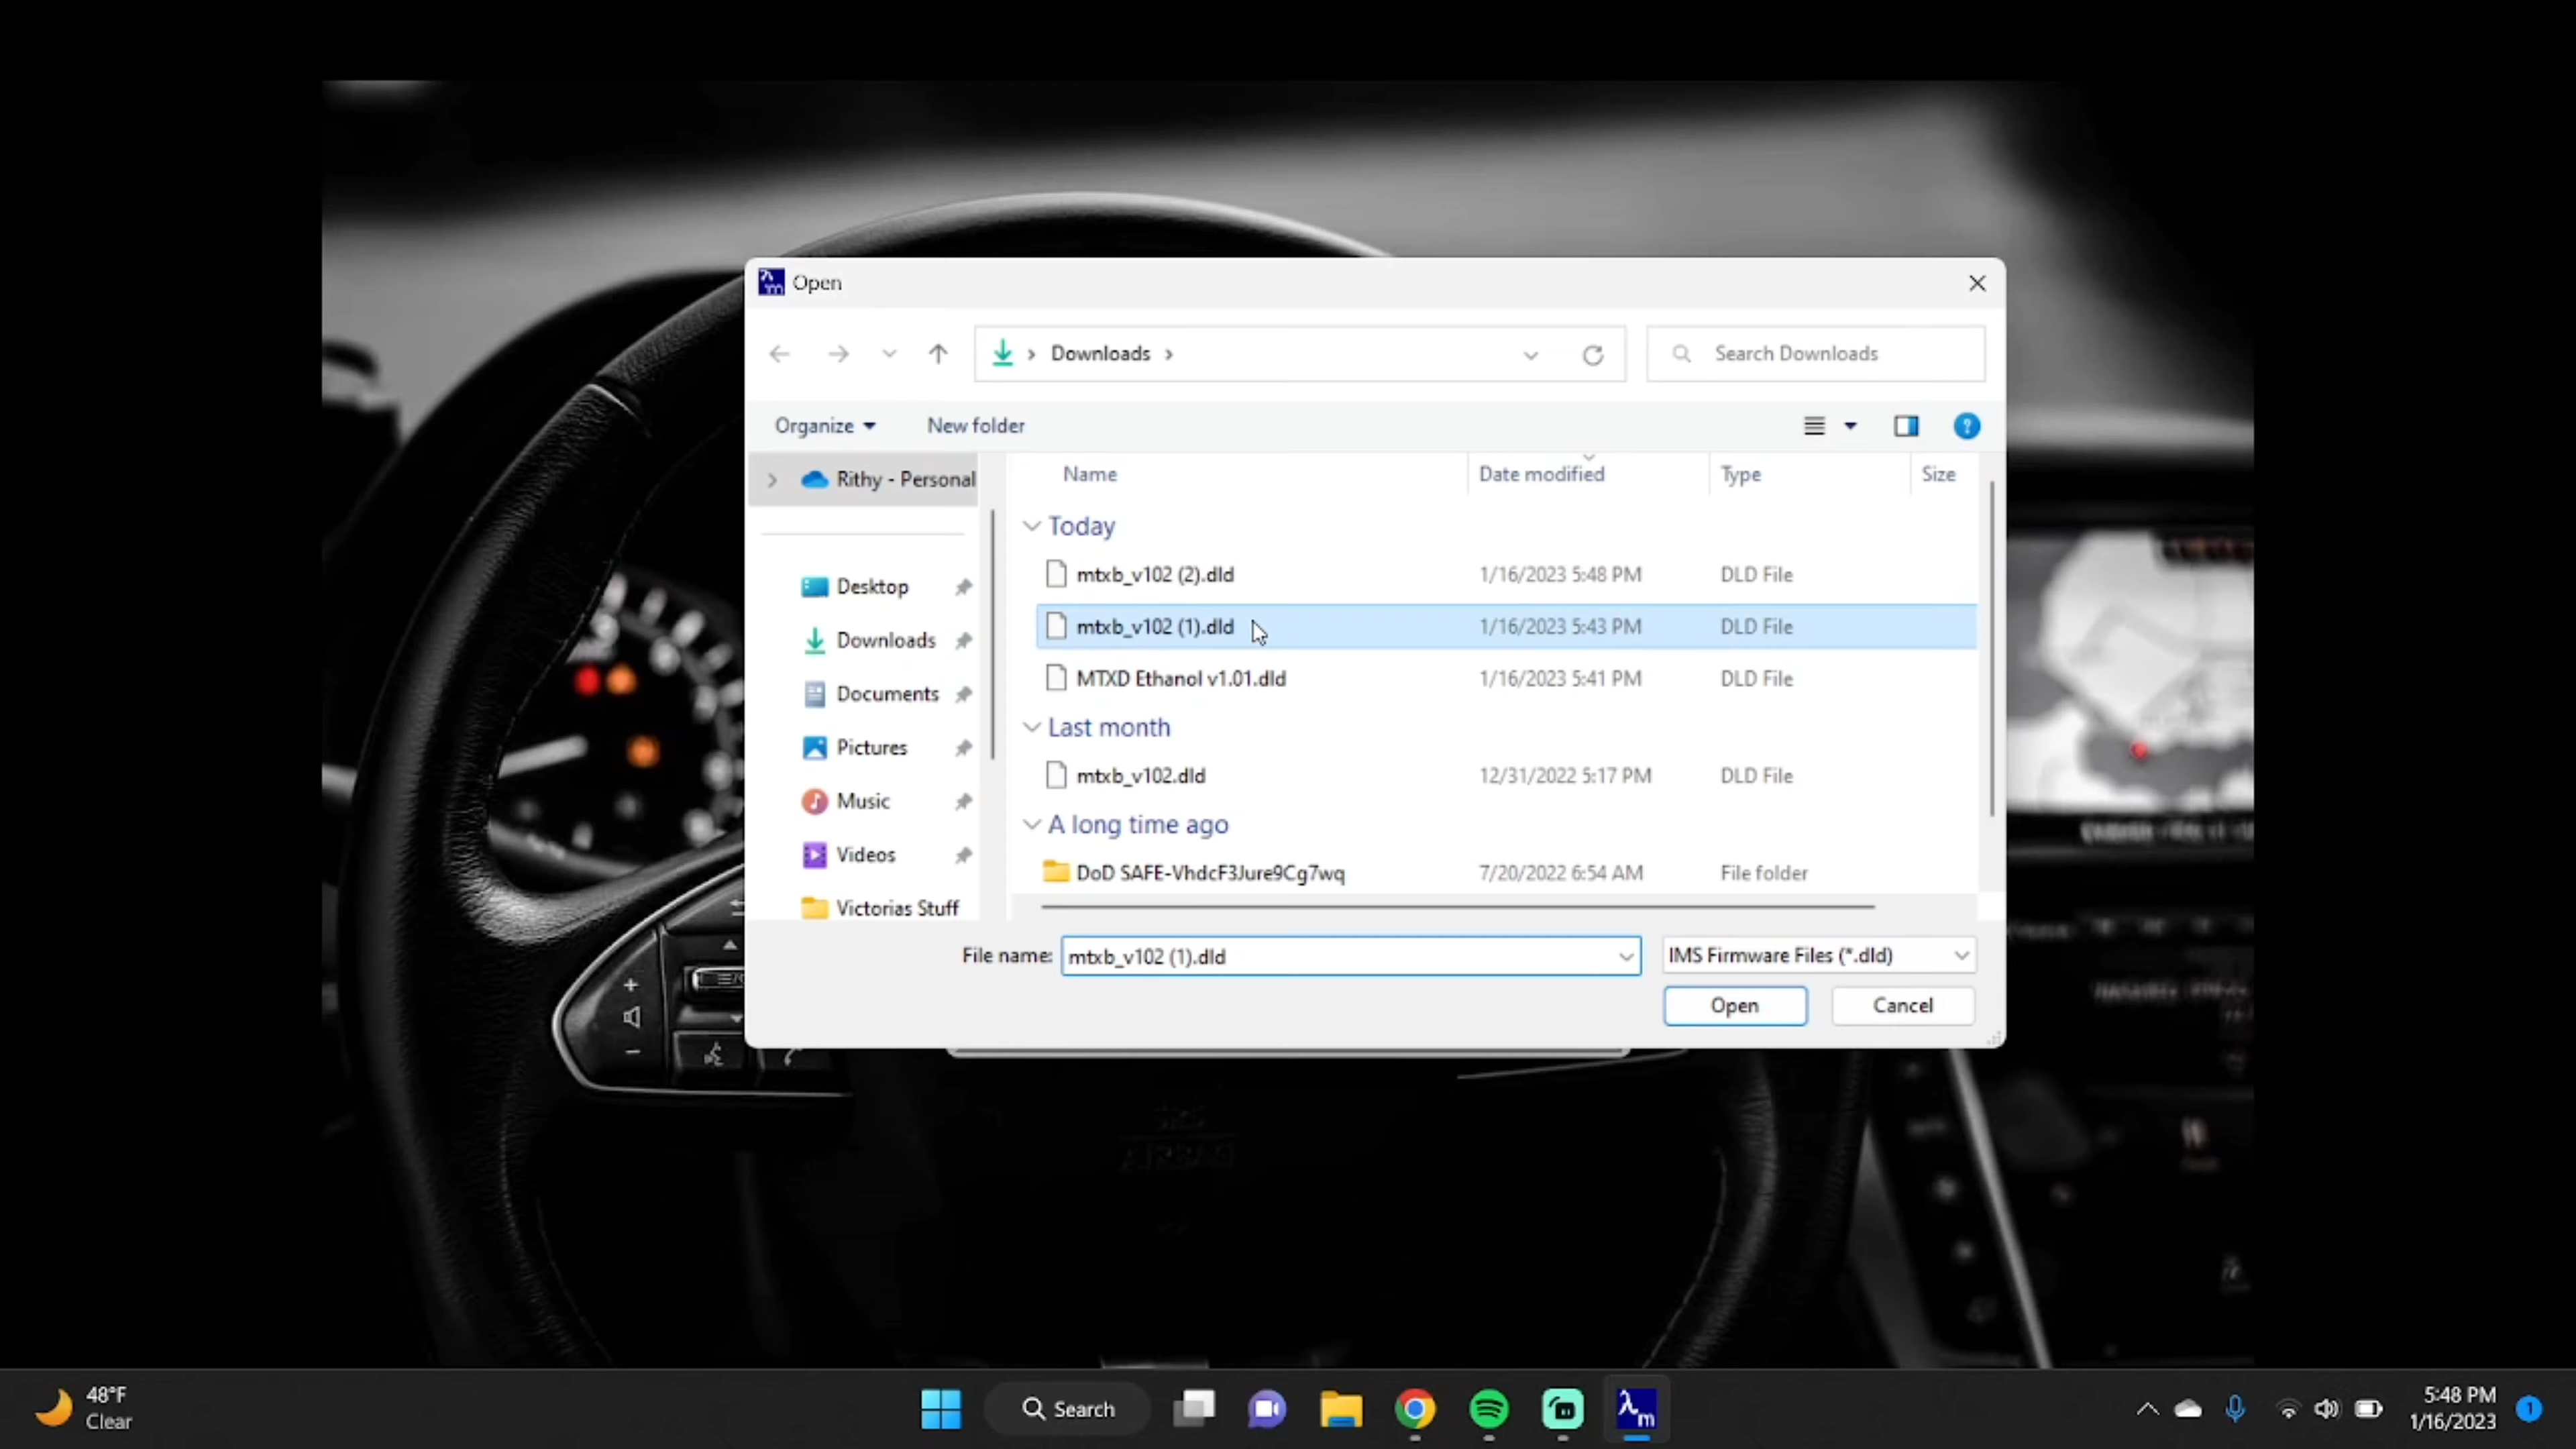 Open
Downloads
Search Downloads
Organize
New folder
Name
Date modified
Type
Size
Rithy - Personal
Desktop
Downloads
Documents
Pictures
Music
Videos
Victorias Stuff
Today
mtxb_v102 (2).dld 1/16/2023 5:48 PM DLD File
mtxb_v102 (1).dld 1/16/2023 5:43 PM DLD File
MTXD Ethanol v1.01.dld 1/16/2023 5:41 PM DLD File
Last month
mtxb_v102.dld 12/31/2022 5:17 PM DLD File
A long time ago
DoD SAFE-VhdcF3Jure9Cg7wq 7/20/2022 6:54 AM File folder
File name: mtxb_v102 (1).dld IMS Firmware Files (*.dld)
Open Cancel
SRS
AIRBAG
48°F
Clear
Search
λm
5:48 PM
1/16/2023
1